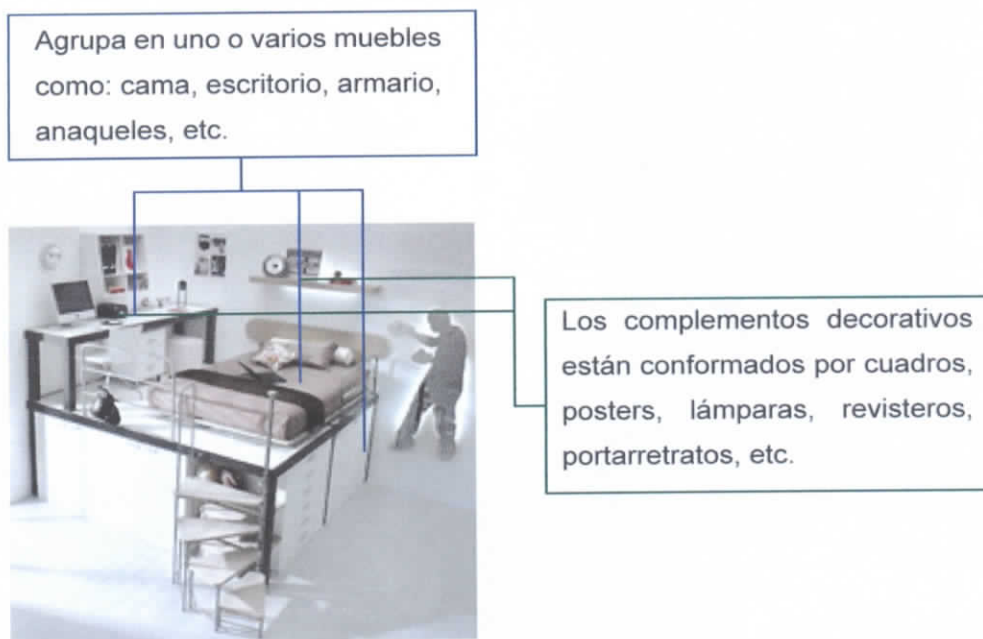 Agrupa en uno o varios muebles
como: cama, escritorio, armario,
anaqueles, etc.
Los complementos decorativos
están conformados por cuadros,
posters, lámparas, revisteros,
portarretratos, etc.